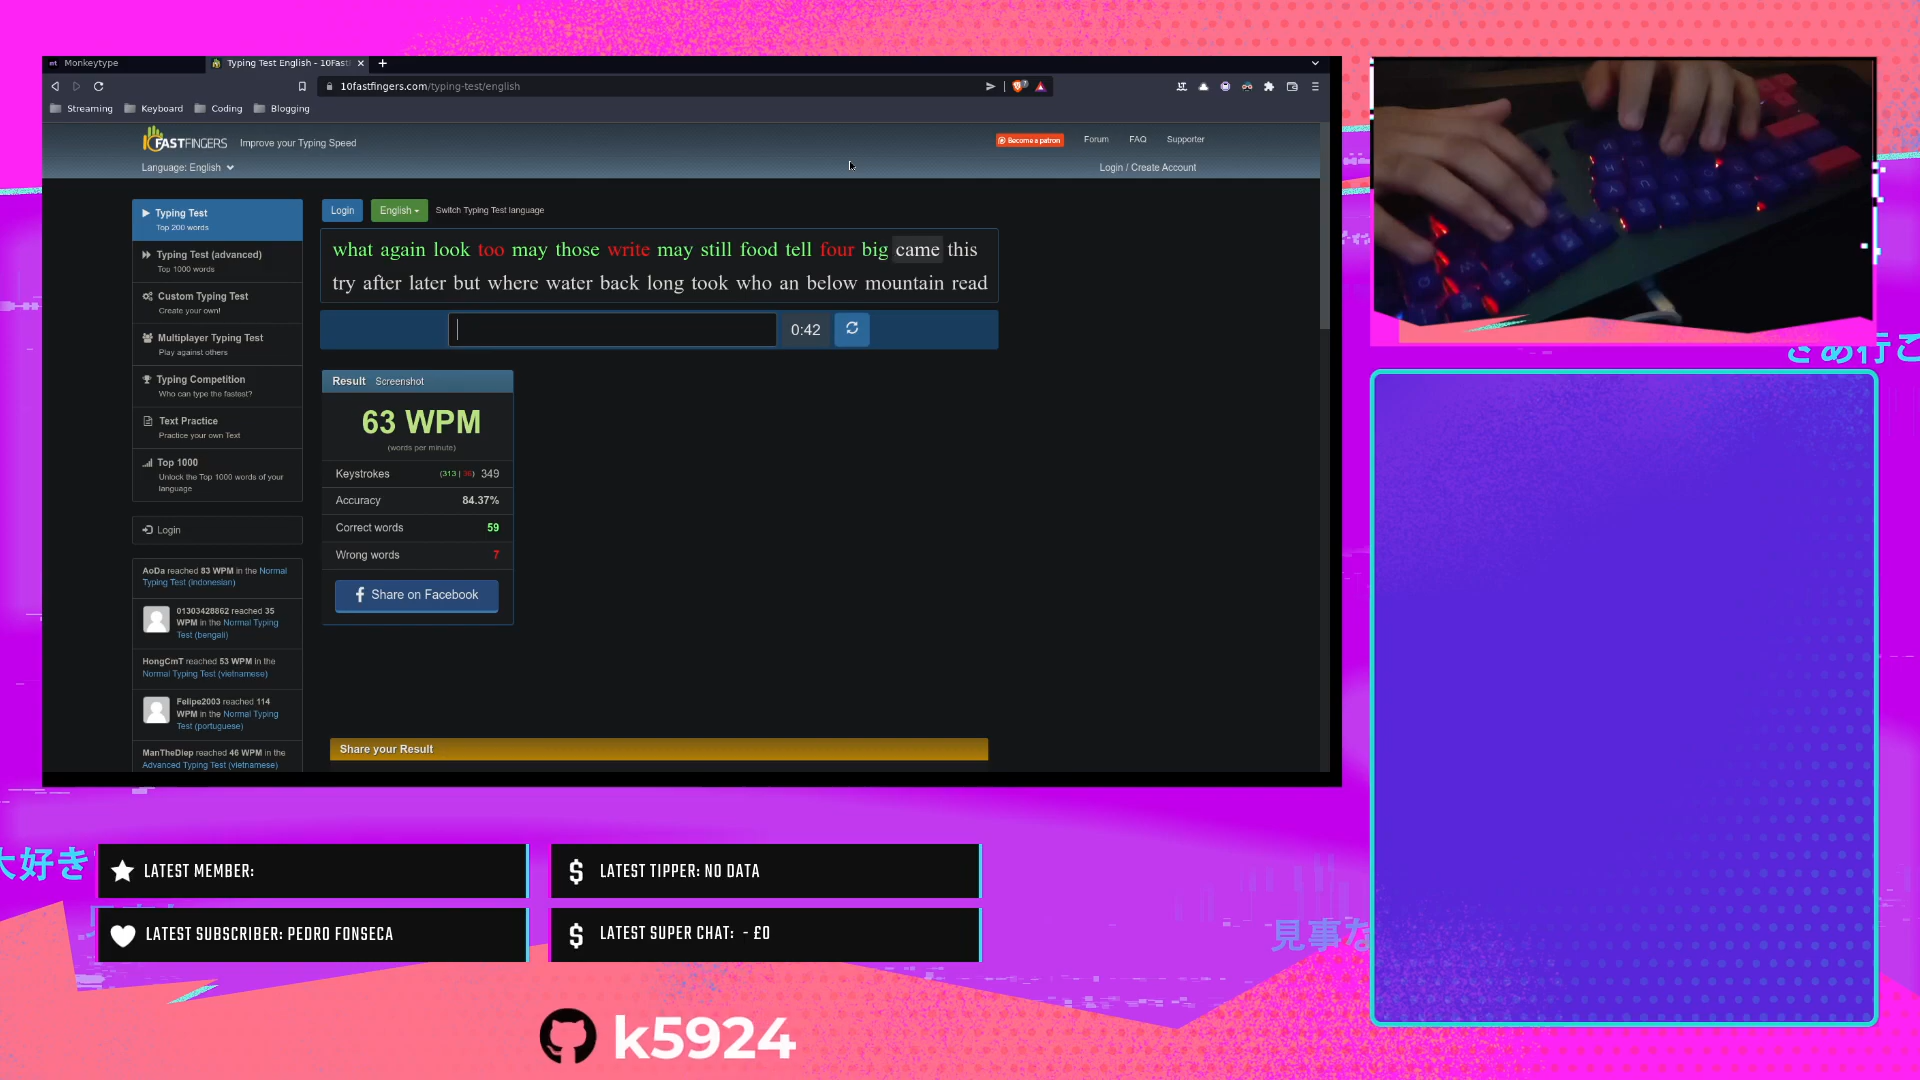 Monkeytype
Typing Test English - 10Fast
10fastfingers.com/typing-test/english
Streaming
Keyboard
Coding
Blogging
10FASTFINGERS
Improve your Typing Speed
Become a patron
Forum
FAQ
Supporter
Language: English
Login / Create Account
Typing Test
Top 200 words
Typing Test (advanced)
Top 1000 words
Custom Typing Test
Create your own!
Multiplayer Typing Test
Play against others
Typing Competition
Who can type the fastest?
Text Practice
Practice your own Text
Top 1000
Unlock the Top 1000 words of your
language
Login
AoDa reached 83 WPM in the Normal
Typing Test (indonesian)
01303428862 reached 35
WPM in the Normal Typing
Test (bengali)
HongCmT reached 53 WPM in the
Normal Typing Test (vietnamese)
Felipe2003 reached 114
WPM in the Normal Typing
Test (portuguese)
ManTheDiep reached 46 WPM in the
Advanced Typing Test (vietnamese)
Login
English
Switch Typing Test language
what again look too may those write may still food tell four big came this
try after later but where water back long took who an below mountain read
0:42
Result Screenshot
63 WPM
(words per minute)
Keystrokes (313 | 36) 349
Accuracy 84.37%
Correct words 59
Wrong words 7
Share on Facebook
Share your Result
大好き
見事な
LATEST MEMBER:
LATEST TIPPER: NO DATA
LATEST SUBSCRIBER: PEDRO FONSECA
LATEST SUPER CHAT: - £0
k5924